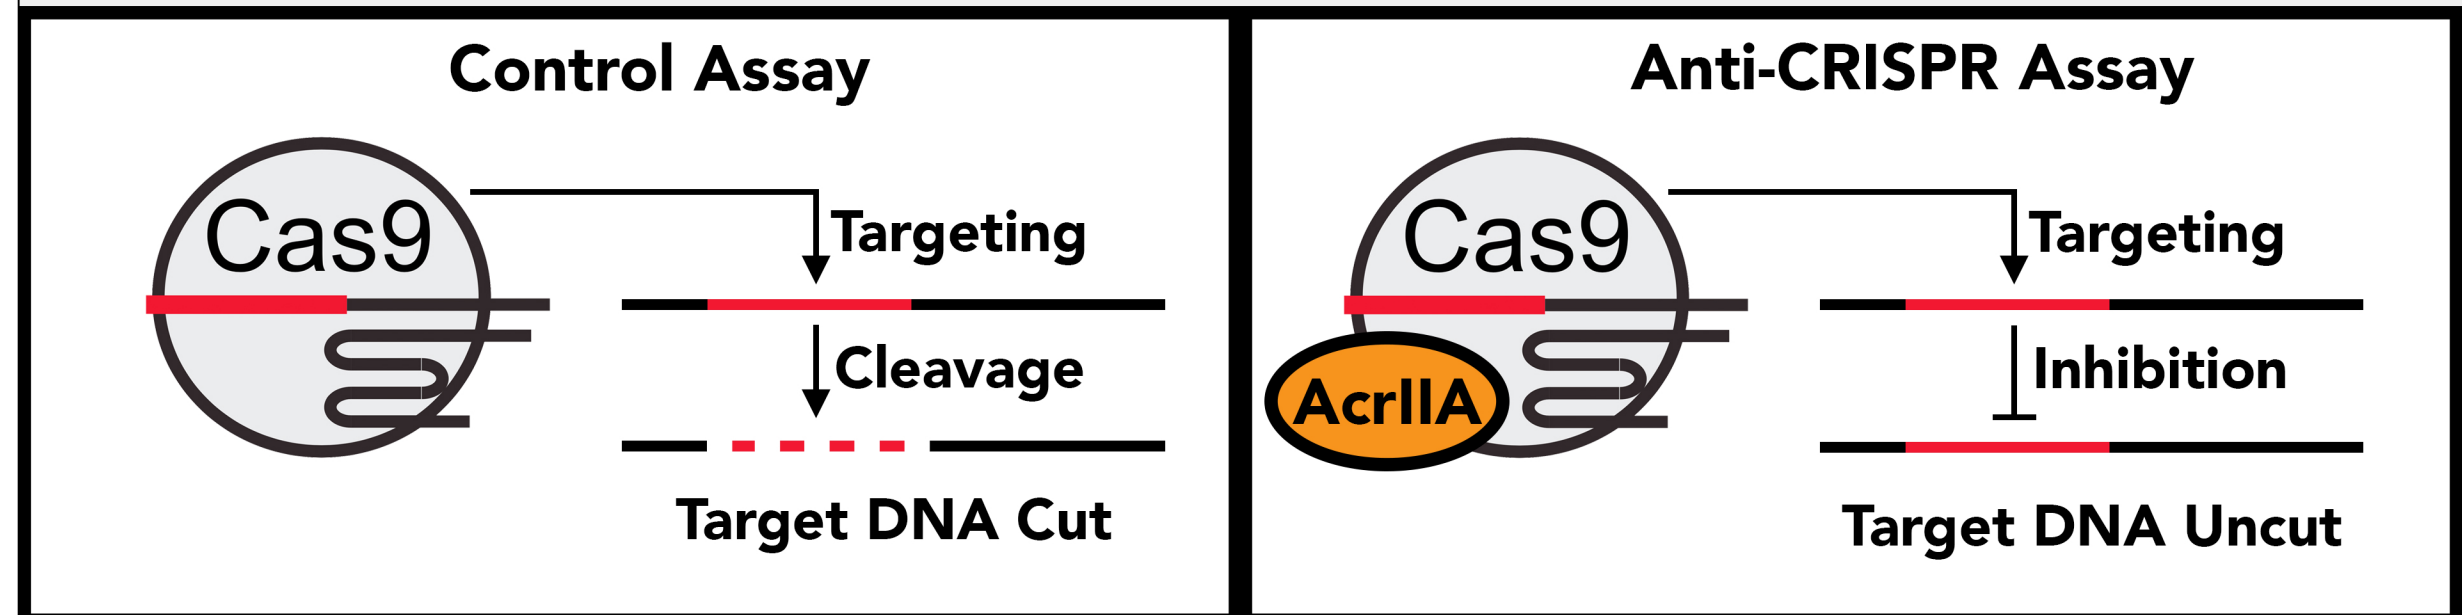 Control Assay
Cas9
Targeting
Cleavage
Target DNA Cut
Anti-CRISPR Assay
Cas9
Targeting
AcrIIA
Inhibition
Target DNA Uncut